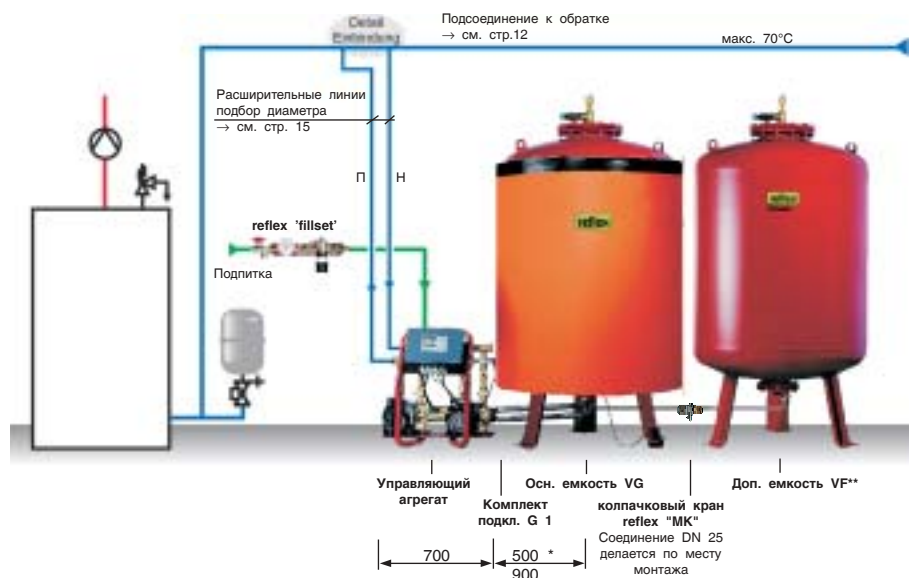 Detail
Einbindung
Подсоединение к обратке
→ см. стр.12
макс. 70°C
Расширительные линии
подбор диаметра
→ см. стр. 15
П
Н
reflex 'fillset'
Подпитка
reflex
reflex
Управляющий
агрегат
Комплект
подкл. G 1
Осн. емкость VG
колпачковый кран
reflex "МК"
Соединение DN 25
делается по месту
монтажа
Доп. емкость VF**
700
500 *
900